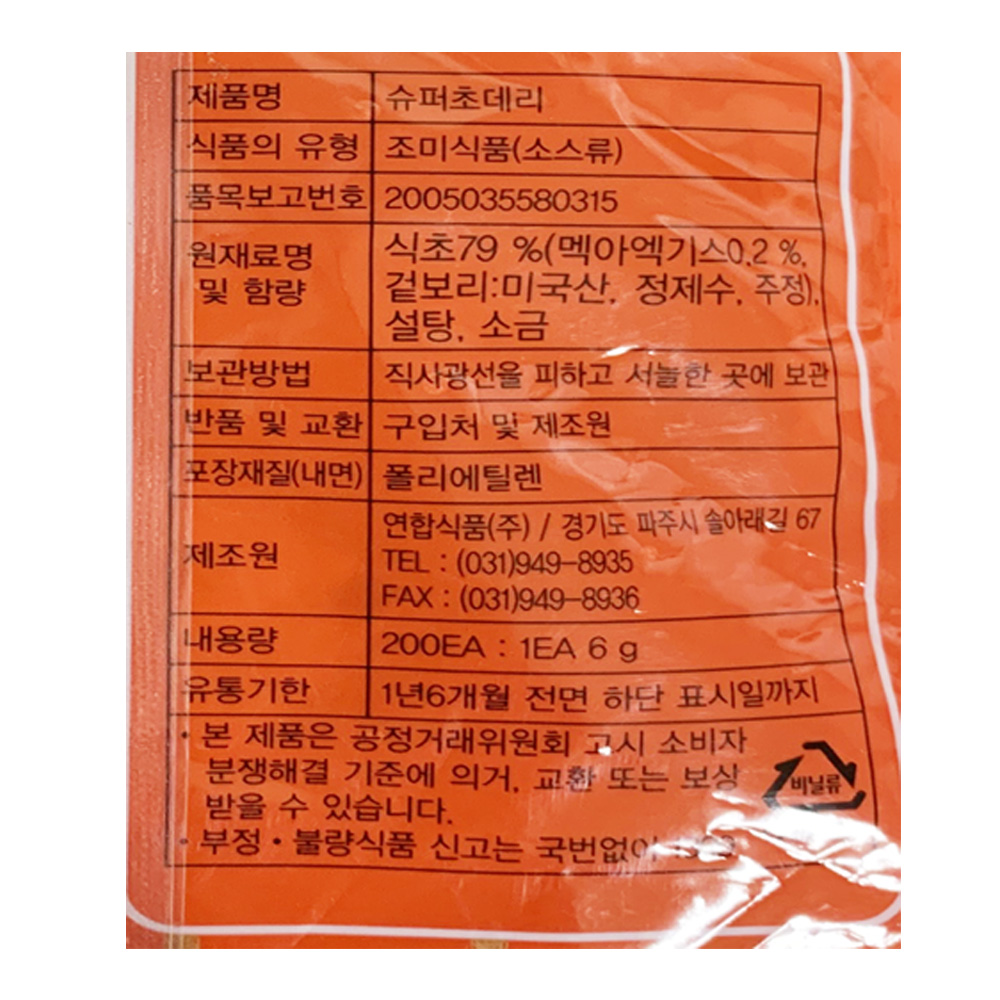 제품명 슈퍼초데리
식품의 유형 조미식품(소스류)
품목보고번호 2005035580315
원재료명 및 함량 식초79 %(멕아엑기스0.2 %,
겉보리:미국산, 정제수, 주정),
설탕, 소금
보관방법 직사광선을 피하고 서늘한 곳에 보관
반품 및 교환 구입처 및 제조원
포장재질(내면) 폴리에틸렌
제조원 연합식품(주) / 경기도 파주시 솔아래길 67
TEL : (031)949-8935
FAX : (031)949-8936
내용량 200EA : 1EA 6 g
유통기한 1년6개월 전면 하단 표시일까지
· 본 제품은 공정거래위원회 고시 소비자
분쟁해결 기준에 의거, 교환 또는 보상
받을 수 있습니다.
· 부정 · 불량식품 신고는 국번없이
비닐류